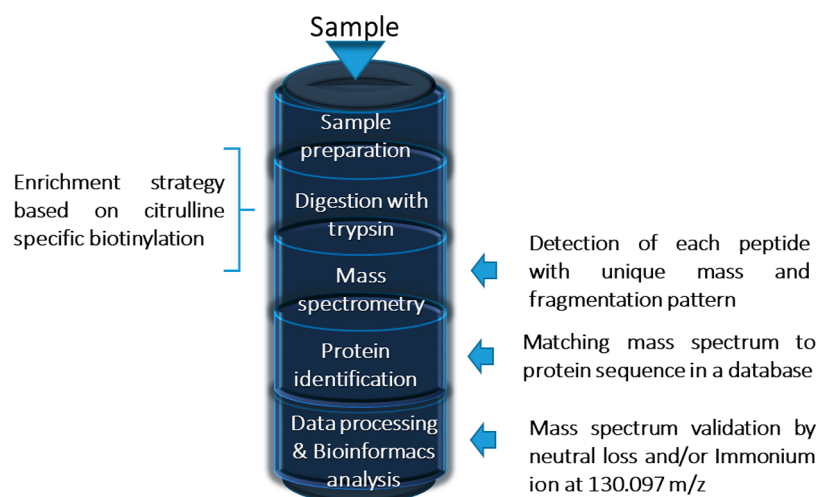 Sample
Sample
preparation
Enrichment strategy
based on citrulline
specific biotinylation
Digestion with
trypsin
Mass
spectrometry
Detection of each peptide
with unique mass and
fragmentation pattern
Protein
identification
Matching mass spectrum to
protein sequence in a database
Data processing
& Bioinformacs
analysis
Mass spectrum validation by
neutral loss and/or Immonium
ion at 130.097 m/z